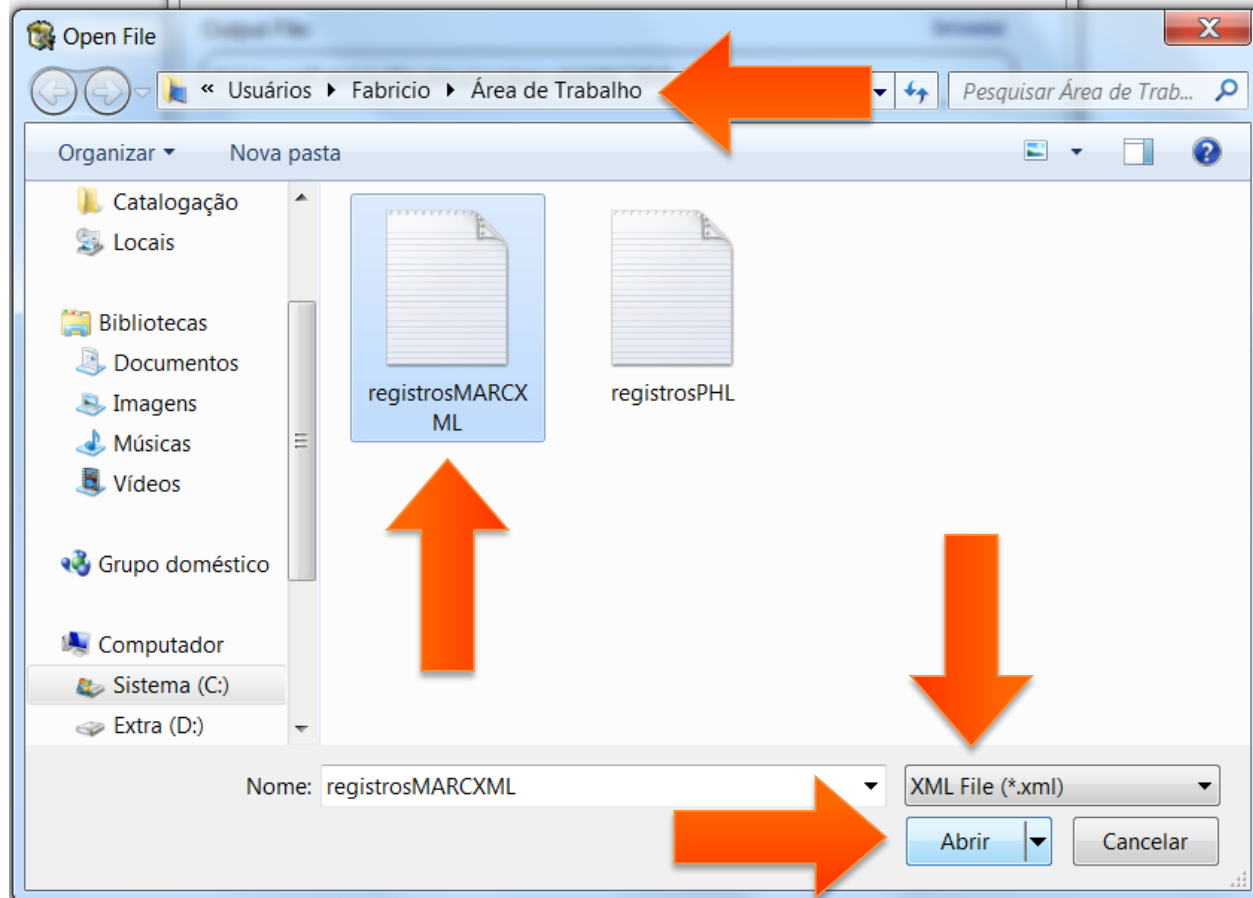 Open File
« Usuários ▸ Fabricio ▸ Área de Trabalho
Pesquisar Área de Trab...
Organizar
Nova pasta
Catalogação
Locais
Bibliotecas
Documentos
Imagens
Músicas
Vídeos
Grupo doméstico
Computador
Sistema (C:)
Extra (D:)
registrosMARCX
ML
registrosPHL
Nome: registrosMARCXML
XML File (*.xml)
Abrir
Cancelar